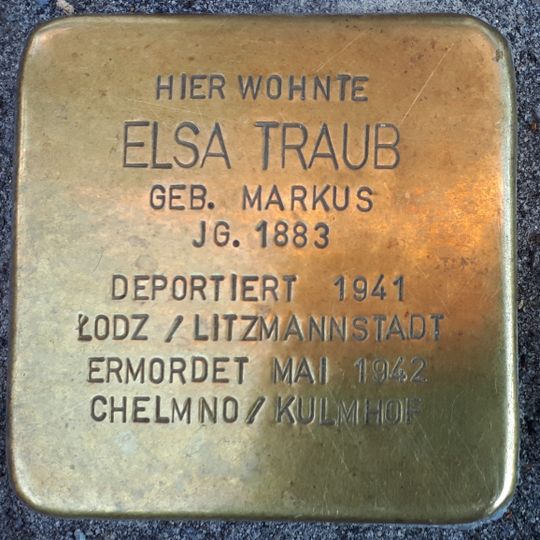 HIER WOHNTE
ELSA TRAUB
GEB. MARKUS
JG. 1883
DEPORTIERT 1941
ŁODZ / LITZMANNSTADT
ERMORDET MAI 1942
CHELMNO / KULMHOF